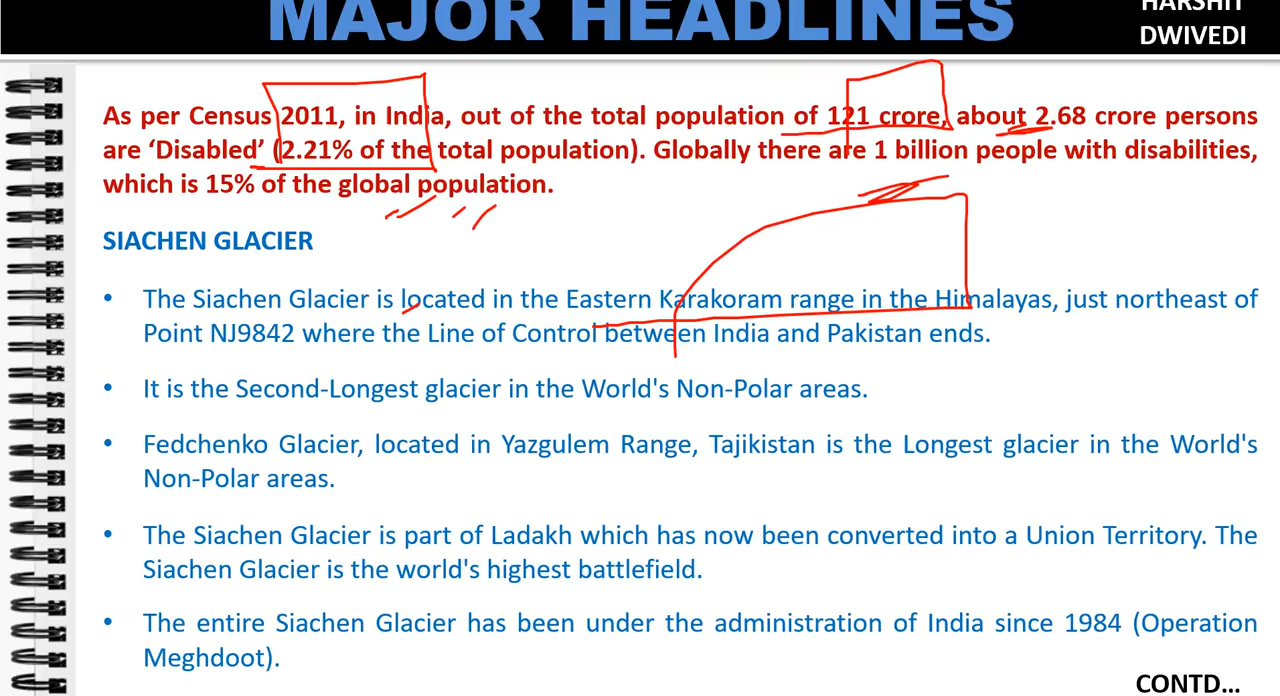 MAJOR HEADLINES
HARSHIT
DWIVEDI
As per Census 2011, in India, out of the total population of 121 crore, about 2.68 crore persons
are ‘Disabled’ (2.21% of the total population). Globally there are 1 billion people with disabilities,
which is 15% of the global population.
SIACHEN GLACIER
• The Siachen Glacier is located in the Eastern Karakoram range in the Himalayas, just northeast of
Point NJ9842 where the Line of Control between India and Pakistan ends.
• It is the Second-Longest glacier in the World's Non-Polar areas.
• Fedchenko Glacier, located in Yazgulem Range, Tajikistan is the Longest glacier in the World's
Non-Polar areas.
• The Siachen Glacier is part of Ladakh which has now been converted into a Union Territory. The
Siachen Glacier is the world's highest battlefield.
• The entire Siachen Glacier has been under the administration of India since 1984 (Operation
Meghdoot).
CONTD...